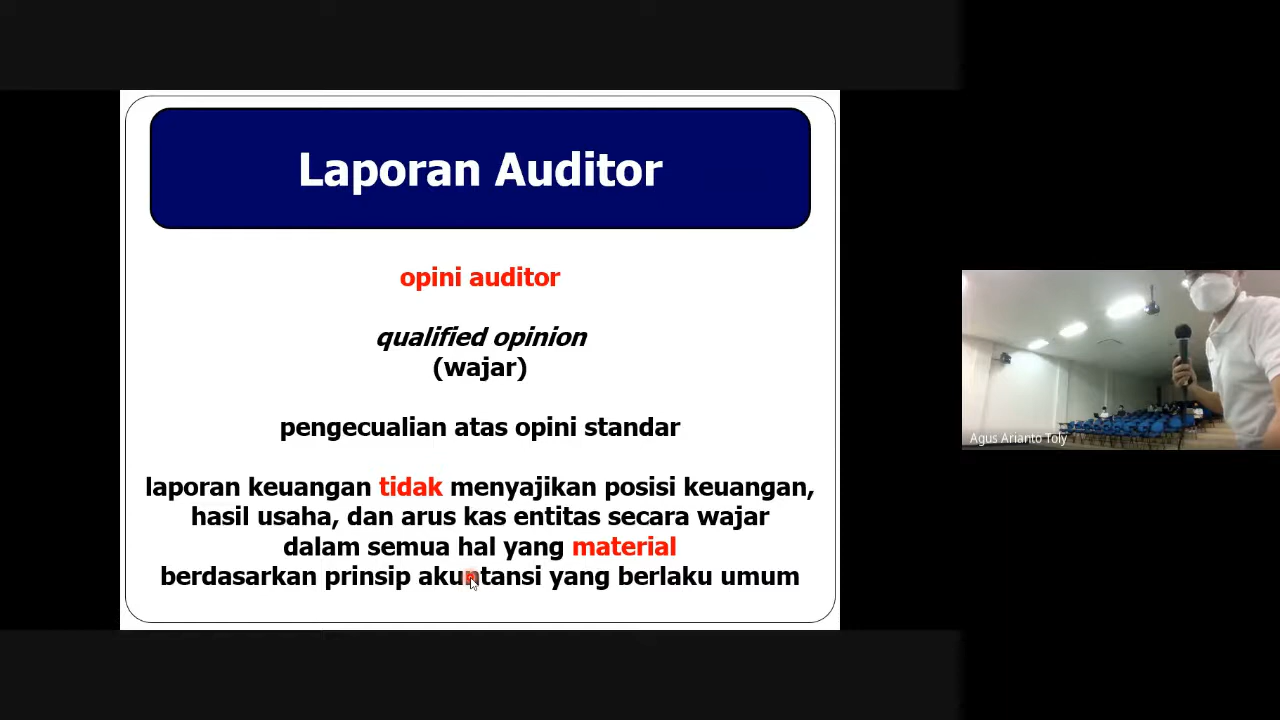 Laporan Auditor
opini auditor
qualified opinion
(wajar)
pengecualian atas opini standar
laporan keuangan tidak menyajikan posisi keuangan,
hasil usaha, dan arus kas entitas secara wajar
dalam semua hal yang material
berdasarkan prinsip akuntansi yang berlaku umum
Agus Arianto Toly